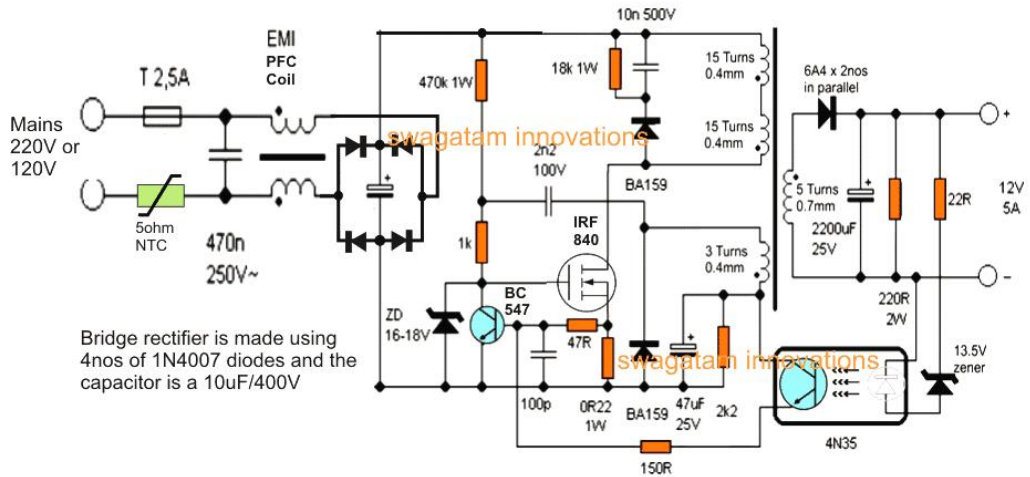 10n 500V
EMI
PFC
Coil
T 2,5A
Mains
220V or
120V
5ohm
NTC
470n
250V~
470k 1W
18k 1W
15 Turns
0.4mm
15 Turns
0.4mm
6A4 x 2nos
in parallel
swagatam innovations
2n2
100V
BA159
5 Turns
0.7mm
2200uF
25V
22R
12V
5A
+
–
1k
IRF
840
3 Turns
0.4mm
BC
547
ZD
16-18V
47R
220R
2W
Bridge rectifier is made using
4nos of 1N4007 diodes and the
capacitor is a 10uF/400V
swagatam innovations
13.5V
zener
100p
0R22
1W
BA159
47uF
25V
2k2
4N35
150R